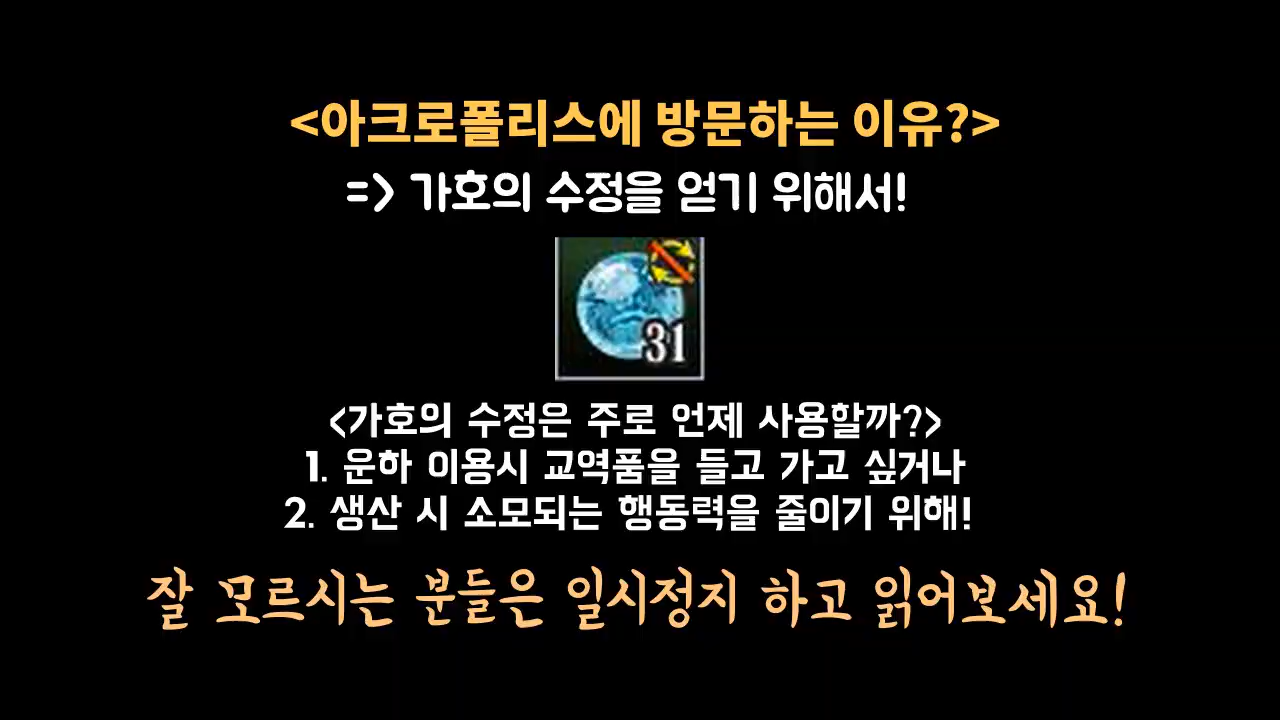 <아크로폴리스에 방문하는 이유?>
=> 가호의 수정을 얻기 위해서!
31
<가호의 수정은 주로 언제 사용할까?>
1. 운하 이용시 교역품을 들고 가고 싶거나
2. 생산 시 소모되는 행동력을 줄이기 위해!
잘 모르시는 분들은 일시정지 하고 읽어보세요!